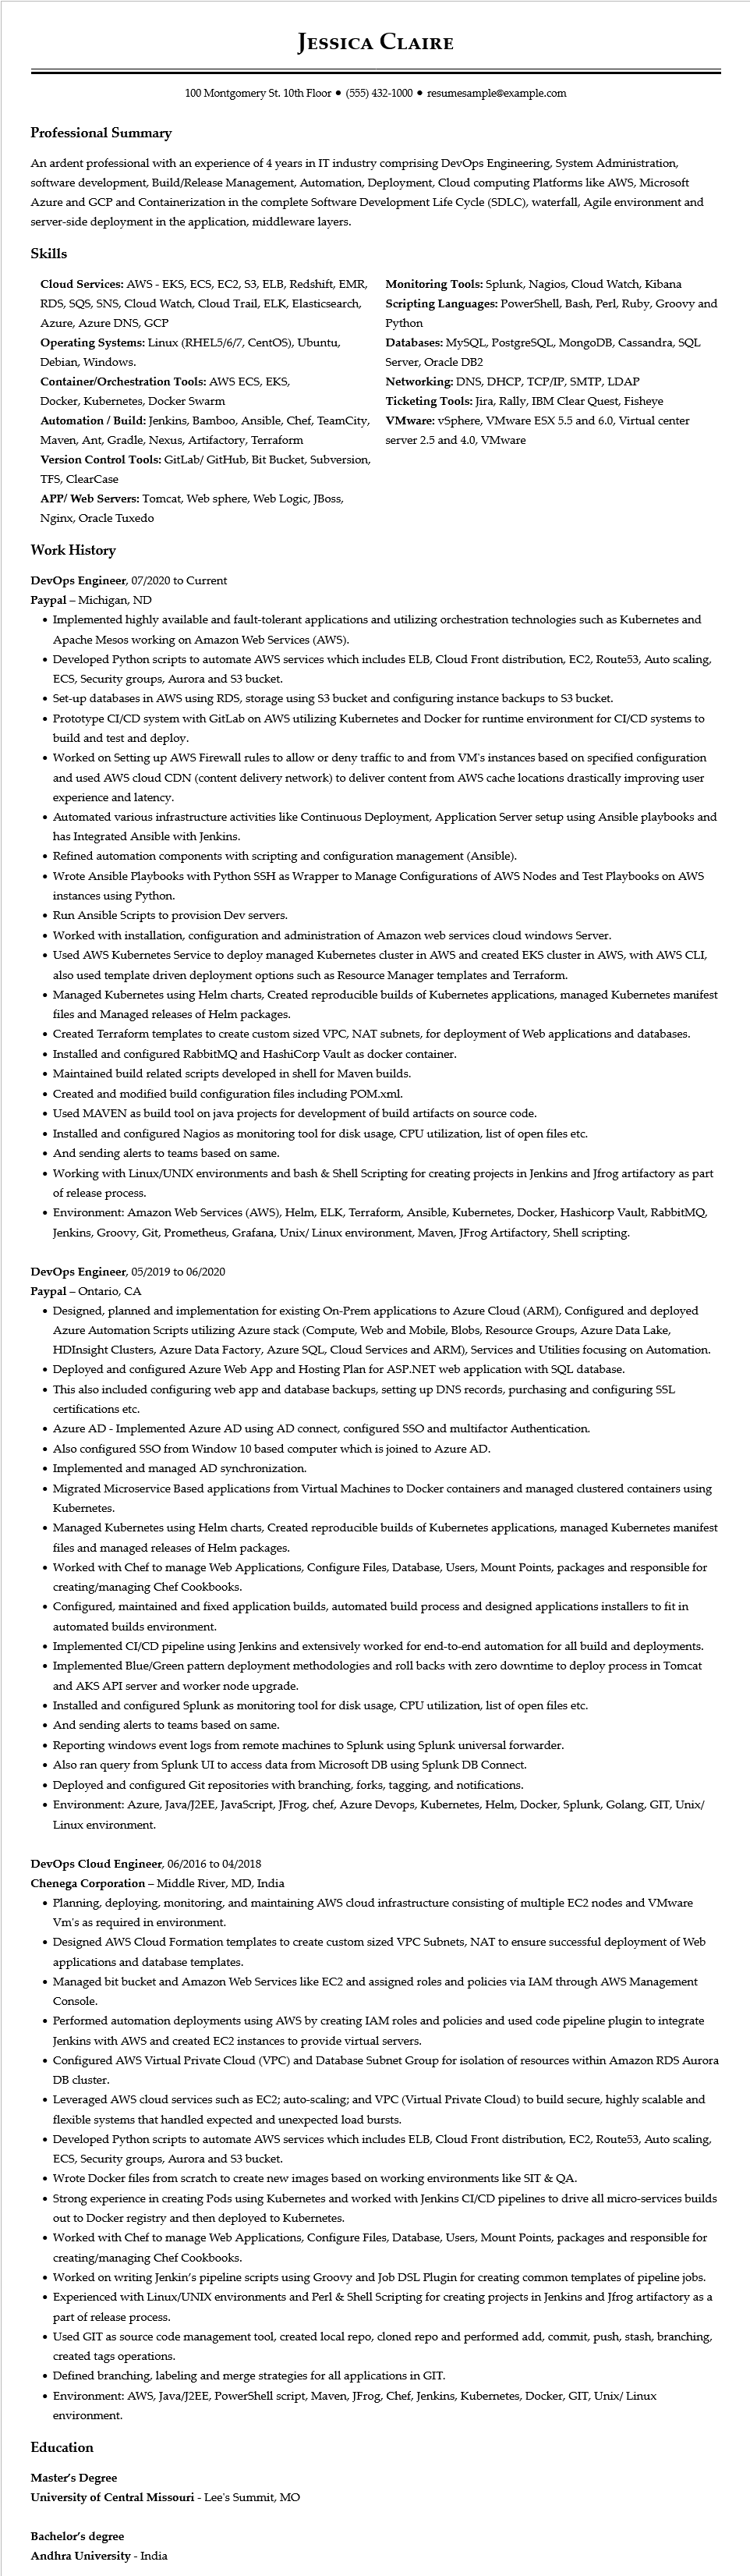 Jessica Claire
100 Montgomery St. 10th Floor ● (555) 432-1000 ● resumesample@example.com
Professional Summary
An ardent professional with an experience of 4 years in IT industry comprising DevOps Engineering, System Administration,
software development, Build/Release Management, Automation, Deployment, Cloud computing Platforms like AWS, Microsoft
Azure and GCP and Containerization in the complete Software Development Life Cycle (SDLC), waterfall, Agile environment and
server-side deployment in the application, middleware layers.
Skills
Cloud Services: AWS - EKS, ECS, EC2, S3, ELB, Redshift, EMR,
RDS, SQS, SNS, Cloud Watch, Cloud Trail, ELK, Elasticsearch,
Azure, Azure DNS, GCP
Operating Systems: Linux (RHEL5/6/7, CentOS), Ubuntu,
Debian, Windows.
Container/Orchestration Tools: AWS ECS, EKS,
Docker, Kubernetes, Docker Swarm
Automation / Build: Jenkins, Bamboo, Ansible, Chef, TeamCity,
Maven, Ant, Gradle, Nexus, Artifactory, Terraform
Version Control Tools: GitLab/ GitHub, Bit Bucket, Subversion,
TFS, ClearCase
APP/ Web Servers: Tomcat, Web sphere, Web Logic, JBoss,
Nginx, Oracle Tuxedo
Monitoring Tools: Splunk, Nagios, Cloud Watch, Kibana
Scripting Languages: PowerShell, Bash, Perl, Ruby, Groovy and
Python
Databases: MySQL, PostgreSQL, MongoDB, Cassandra, SQL
Server, Oracle DB2
Networking: DNS, DHCP, TCP/IP, SMTP, LDAP
Ticketing Tools: Jira, Rally, IBM Clear Quest, Fisheye
VMware: vSphere, VMware ESX 5.5 and 6.0, Virtual center
server 2.5 and 4.0, VMware
Work History
DevOps Engineer, 07/2020 to Current
Paypal – Michigan, ND
• Implemented highly available and fault-tolerant applications and utilizing orchestration technologies such as Kubernetes and
Apache Mesos working on Amazon Web Services (AWS).
• Developed Python scripts to automate AWS services which includes ELB, Cloud Front distribution, EC2, Route53, Auto scaling,
ECS, Security groups, Aurora and S3 bucket.
• Set-up databases in AWS using RDS, storage using S3 bucket and configuring instance backups to S3 bucket.
• Prototype CI/CD system with GitLab on AWS utilizing Kubernetes and Docker for runtime environment for CI/CD systems to
build and test and deploy.
• Worked on Setting up AWS Firewall rules to allow or deny traffic to and from VM's instances based on specified configuration
and used AWS cloud CDN (content delivery network) to deliver content from AWS cache locations drastically improving user
experience and latency.
• Automated various infrastructure activities like Continuous Deployment, Application Server setup using Ansible playbooks and
has Integrated Ansible with Jenkins.
• Refined automation components with scripting and configuration management (Ansible).
• Wrote Ansible Playbooks with Python SSH as Wrapper to Manage Configurations of AWS Nodes and Test Playbooks on AWS
instances using Python.
• Run Ansible Scripts to provision Dev servers.
• Worked with installation, configuration and administration of Amazon web services cloud windows Server.
• Used AWS Kubernetes Service to deploy managed Kubernetes cluster in AWS and created EKS cluster in AWS, with AWS CLI,
also used template driven deployment options such as Resource Manager templates and Terraform.
• Managed Kubernetes using Helm charts, Created reproducible builds of Kubernetes applications, managed Kubernetes manifest
files and Managed releases of Helm packages.
• Created Terraform templates to create custom sized VPC, NAT subnets, for deployment of Web applications and databases.
• Installed and configured RabbitMQ and HashiCorp Vault as docker container.
• Maintained build related scripts developed in shell for Maven builds.
• Created and modified build configuration files including POM.xml.
• Used MAVEN as build tool on java projects for development of build artifacts on source code.
• Installed and configured Nagios as monitoring tool for disk usage, CPU utilization, list of open files etc.
• And sending alerts to teams based on same.
• Working with Linux/UNIX environments and bash & Shell Scripting for creating projects in Jenkins and Jfrog artifactory as part
of release process.
• Environment: Amazon Web Services (AWS), Helm, ELK, Terraform, Ansible, Kubernetes, Docker, Hashicorp Vault, RabbitMQ,
Jenkins, Groovy, Git, Prometheus, Grafana, Unix/ Linux environment, Maven, JFrog Artifactory, Shell scripting.
DevOps Engineer, 05/2019 to 06/2020
Paypal – Ontario, CA
• Designed, planned and implementation for existing On-Prem applications to Azure Cloud (ARM), Configured and deployed
Azure Automation Scripts utilizing Azure stack (Compute, Web and Mobile, Blobs, Resource Groups, Azure Data Lake,
HDInsight Clusters, Azure Data Factory, Azure SQL, Cloud Services and ARM), Services and Utilities focusing on Automation.
• Deployed and configured Azure Web App and Hosting Plan for ASP.NET web application with SQL database.
• This also included configuring web app and database backups, setting up DNS records, purchasing and configuring SSL
certifications etc.
• Azure AD - Implemented Azure AD using AD connect, configured SSO and multifactor Authentication.
• Also configured SSO from Window 10 based computer which is joined to Azure AD.
• Implemented and managed AD synchronization.
• Migrated Microservice Based applications from Virtual Machines to Docker containers and managed clustered containers using
Kubernetes.
• Managed Kubernetes using Helm charts, Created reproducible builds of Kubernetes applications, managed Kubernetes manifest
files and managed releases of Helm packages.
• Worked with Chef to manage Web Applications, Configure Files, Database, Users, Mount Points, packages and responsible for
creating/managing Chef Cookbooks.
• Configured, maintained and fixed application builds, automated build process and designed applications installers to fit in
automated builds environment.
• Implemented CI/CD pipeline using Jenkins and extensively worked for end-to-end automation for all build and deployments.
• Implemented Blue/Green pattern deployment methodologies and roll backs with zero downtime to deploy process in Tomcat
and AKS API server and worker node upgrade.
• Installed and configured Splunk as monitoring tool for disk usage, CPU utilization, list of open files etc.
• And sending alerts to teams based on same.
• Reporting windows event logs from remote machines to Splunk using Splunk universal forwarder.
• Also ran query from Splunk UI to access data from Microsoft DB using Splunk DB Connect.
• Deployed and configured Git repositories with branching, forks, tagging, and notifications.
• Environment: Azure, Java/J2EE, JavaScript, JFrog, chef, Azure Devops, Kubernetes, Helm, Docker, Splunk, Golang, GIT, Unix/
Linux environment.
DevOps Cloud Engineer, 06/2016 to 04/2018
Chenega Corporation – Middle River, MD, India
• Planning, deploying, monitoring, and maintaining AWS cloud infrastructure consisting of multiple EC2 nodes and VMware
Vm's as required in environment.
• Designed AWS Cloud Formation templates to create custom sized VPC Subnets, NAT to ensure successful deployment of Web
applications and database templates.
• Managed bit bucket and Amazon Web Services like EC2 and assigned roles and policies via IAM through AWS Management
Console.
• Performed automation deployments using AWS by creating IAM roles and policies and used code pipeline plugin to integrate
Jenkins with AWS and created EC2 instances to provide virtual servers.
• Configured AWS Virtual Private Cloud (VPC) and Database Subnet Group for isolation of resources within Amazon RDS Aurora
DB cluster.
• Leveraged AWS cloud services such as EC2; auto-scaling; and VPC (Virtual Private Cloud) to build secure, highly scalable and
flexible systems that handled expected and unexpected load bursts.
• Developed Python scripts to automate AWS services which includes ELB, Cloud Front distribution, EC2, Route53, Auto scaling,
ECS, Security groups, Aurora and S3 bucket.
• Wrote Docker files from scratch to create new images based on working environments like SIT & QA.
• Strong experience in creating Pods using Kubernetes and worked with Jenkins CI/CD pipelines to drive all micro-services builds
out to Docker registry and then deployed to Kubernetes.
• Worked with Chef to manage Web Applications, Configure Files, Database, Users, Mount Points, packages and responsible for
creating/managing Chef Cookbooks.
• Worked on writing Jenkin’s pipeline scripts using Groovy and Job DSL Plugin for creating common templates of pipeline jobs.
• Experienced with Linux/UNIX environments and Perl & Shell Scripting for creating projects in Jenkins and Jfrog artifactory as a
part of release process.
• Used GIT as source code management tool, created local repo, cloned repo and performed add, commit, push, stash, branching,
created tags operations.
• Defined branching, labeling and merge strategies for all applications in GIT.
• Environment: AWS, Java/J2EE, PowerShell script, Maven, JFrog, Chef, Jenkins, Kubernetes, Docker, GIT, Unix/ Linux
environment.
Education
Master’s Degree
University of Central Missouri - Lee's Summit, MO
Bachelor’s degree
Andhra University - India